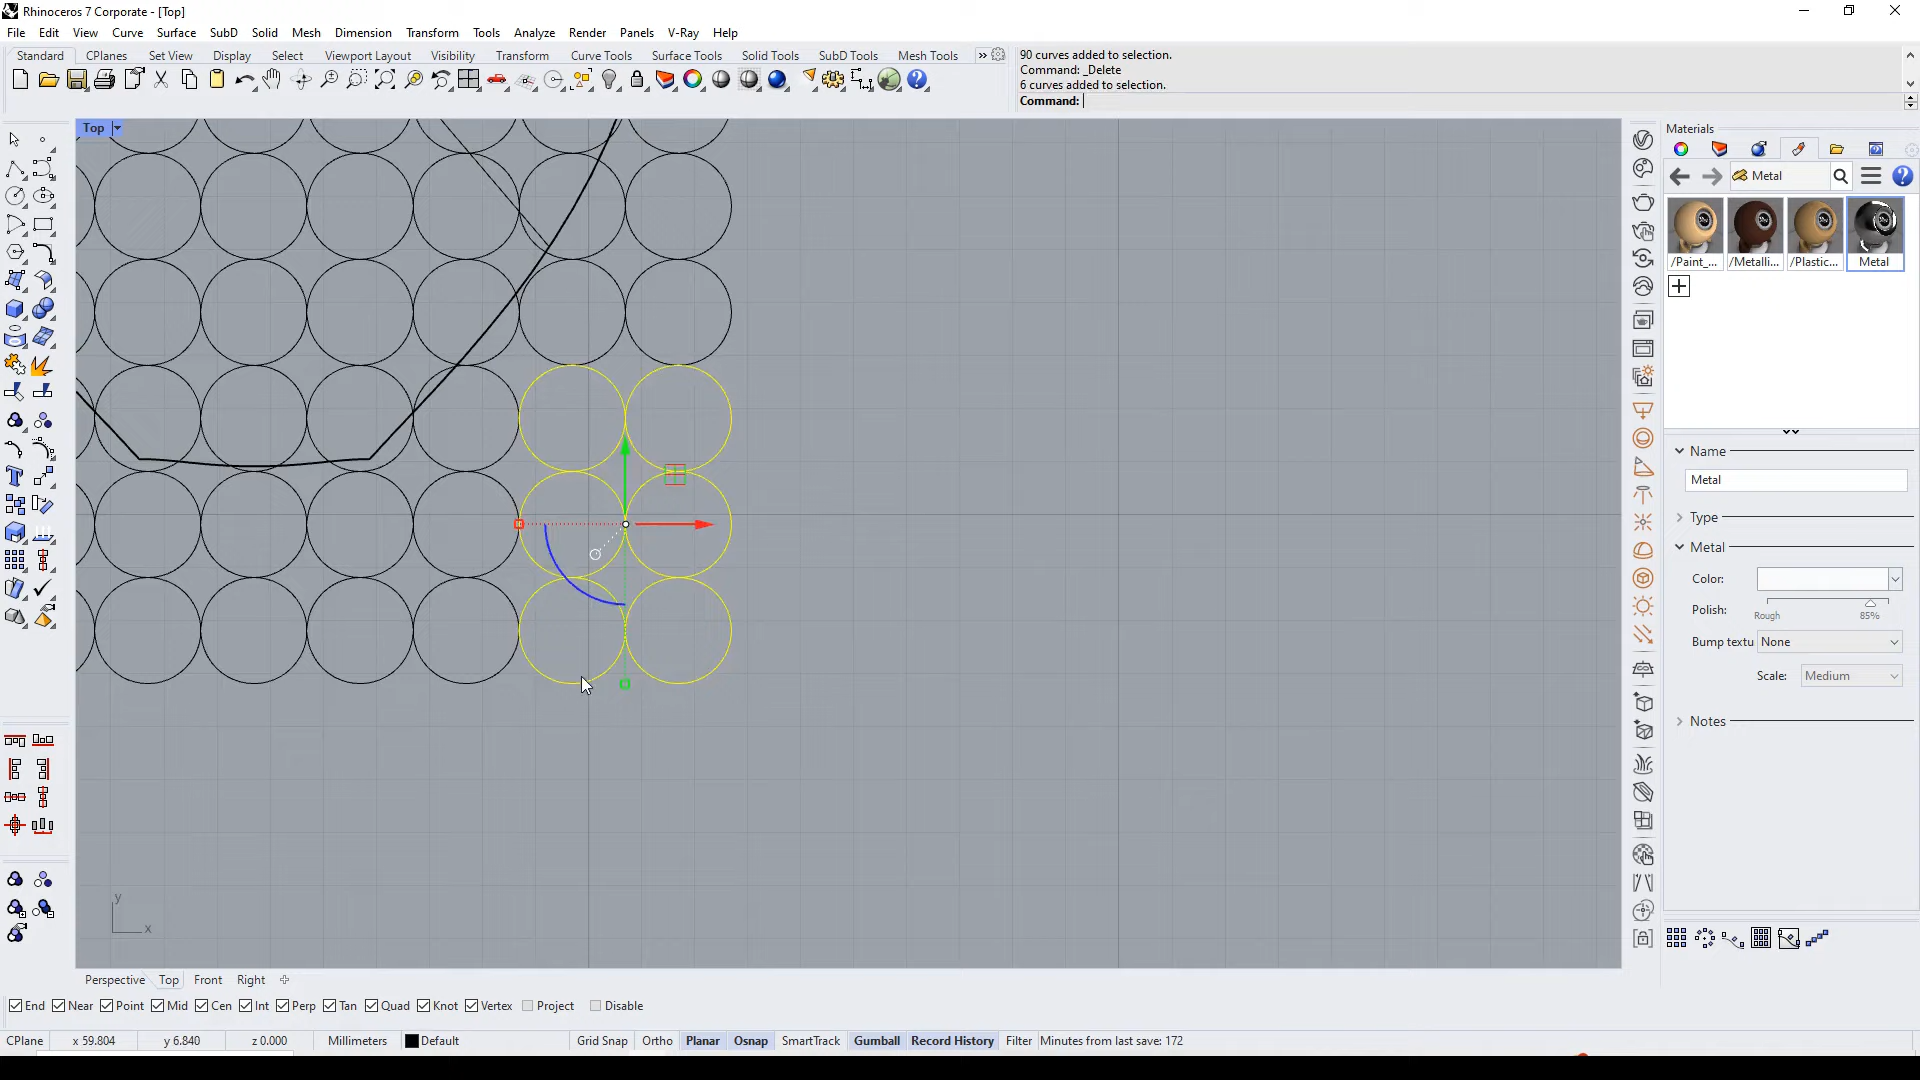 Rhinoceros 7 Corporate - [Top]
File Edit View Curve Surface SubD Solid Mesh Dimension Transform Tools Analyze Render Panels V-Ray Help
Standard CPlanes Set View Display Select Viewport Layout Visibility Transform Curve Tools Surface Tools Solid Tools SubD Tools Mesh Tools »
90 curves added to selection.
Command: _Delete
6 curves added to selection.
Command:
Top
Materials
Metal
/Paint_... /Metalli... /Plastic... Metal
Name
Metal
Type
Metal
Color:
Polish:
Rough 85%
Bump textu None
Scale: Medium
Notes
y
x
Perspective Top Front Right
End Near Point Mid Cen Int Perp Tan Quad Knot Vertex Project Disable
CPlane x 59.804 y 6.840 z 0.000 Millimeters Default Grid Snap Ortho Planar Osnap SmartTrack Gumball Record History Filter Minutes from last save: 172